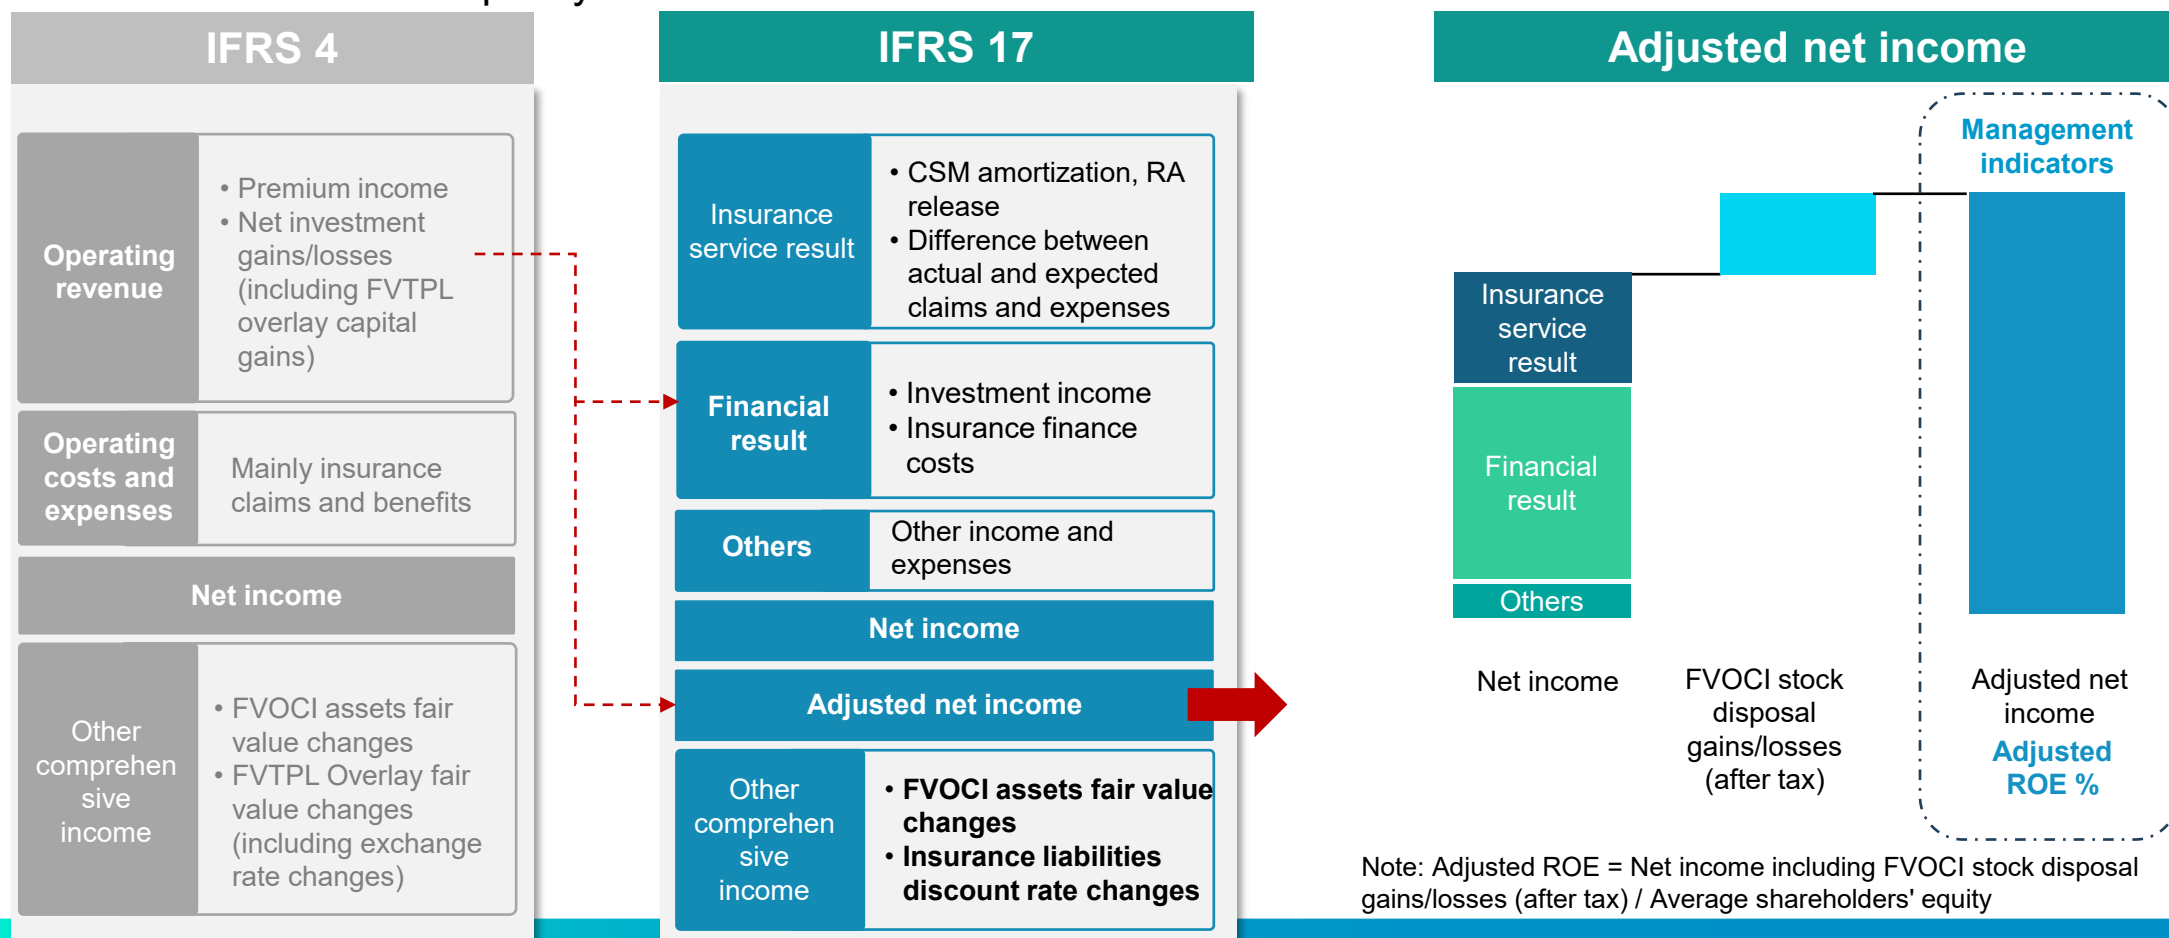 IFRS 4
Operating
revenue
• Premium income
• Net investment
gains/losses
(including FVTPL
overlay capital
gains)
Operating
costs and
expenses
Mainly insurance
claims and benefits
Net income
Other
comprehen
sive
income
• FVOCI assets fair
value changes
• FVTPL Overlay fair
value changes
(including exchange
rate changes)
IFRS 17
Insurance
service result
• CSM amortization, RA
release
• Difference between
actual and expected
claims and expenses
Financial
result
• Investment income
• Insurance finance
costs
Others
Other income and
expenses
Net income
Adjusted net income
Other
comprehen
sive
income
• FVOCI assets fair value
changes
• Insurance liabilities
discount rate changes
Adjusted net income
Management
indicators
Insurance
service
result
Financial
result
Others
Net income
FVOCI stock
disposal
gains/losses
(after tax)
Adjusted net
income
Adjusted
ROE %
Note: Adjusted ROE = Net income including FVOCI stock disposal
gains/losses (after tax) / Average shareholders' equity